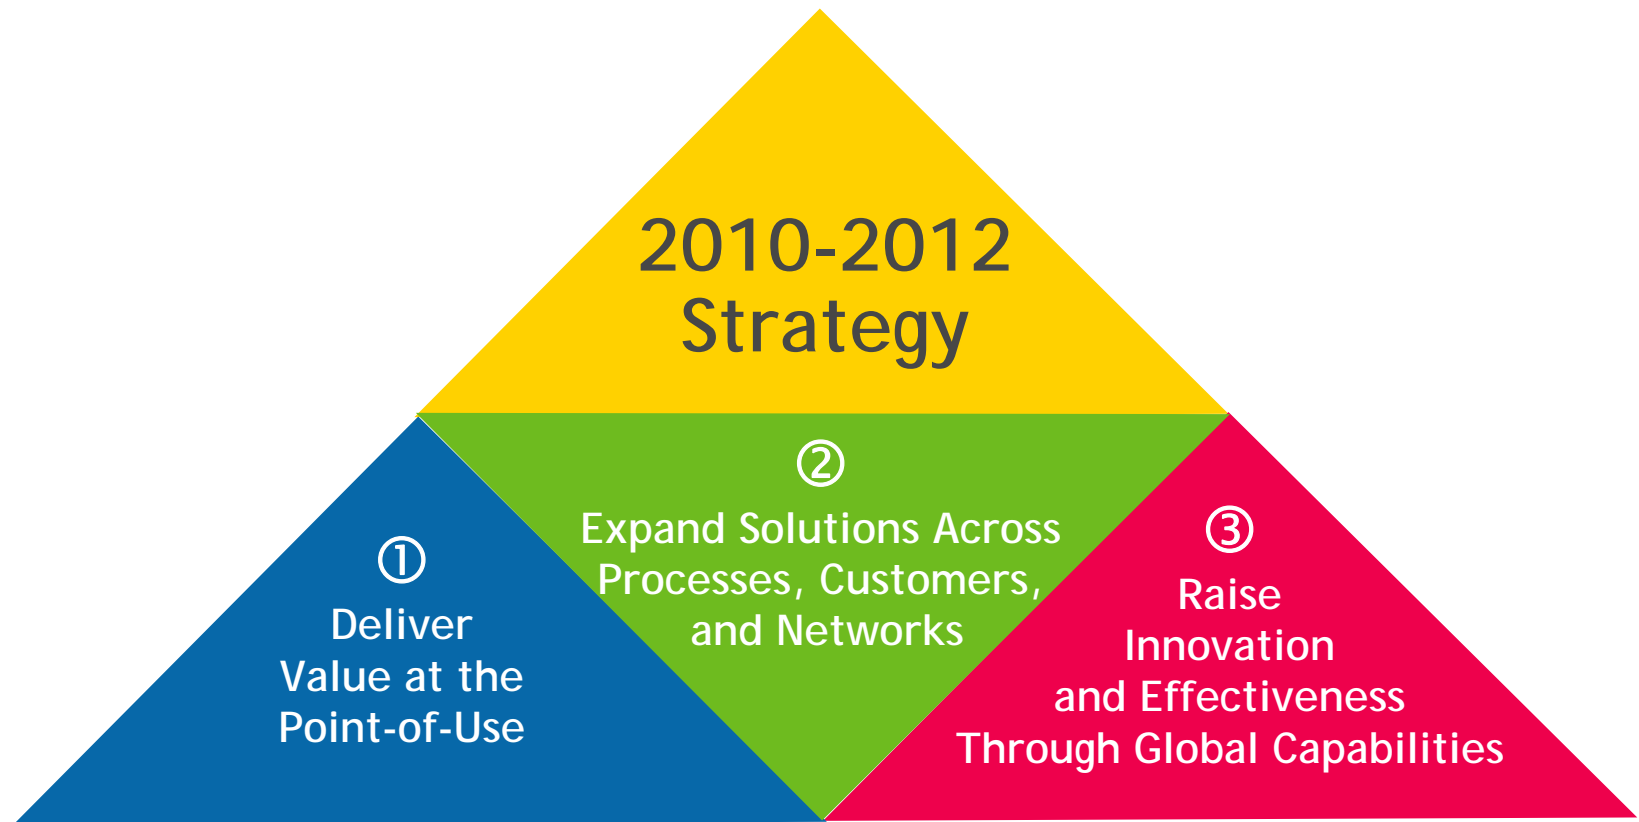 2010-2012
Strategy
①
Deliver
Value at the
Point-of-Use
②
Expand Solutions Across
Processes, Customers,
and Networks
③
Raise
Innovation
and Effectiveness
Through Global Capabilities